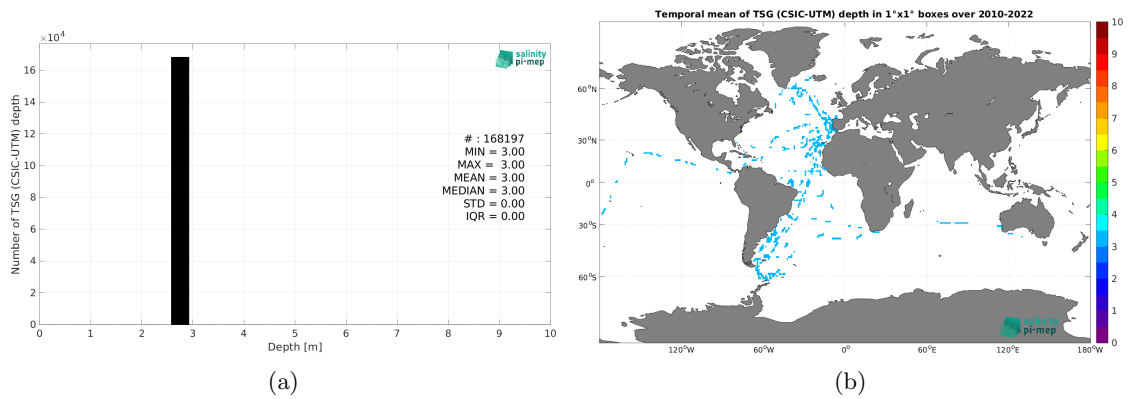 ×10⁴
16
14
12
10
8
6
4
2
0
Number of TSG (CSIC-UTM) depth
salinity
pi-mep
# : 168197
MIN = 3.00
MAX = 3.00
MEAN = 3.00
MEDIAN = 3.00
STD = 0.00
IQR = 0.00
0 1 2 3 4 5 6 7 8 9 10
Depth [m]
(a)
Temporal mean of TSG (CSIC-UTM) depth in 1°x1° boxes over 2010-2022
60°N
30°N
0°
30°S
60°S
120°W 60°W 0° 60°E 120°E 180°W
salinity
pi-mep
10
9
8
7
6
5
4
3
2
1
0
(b)